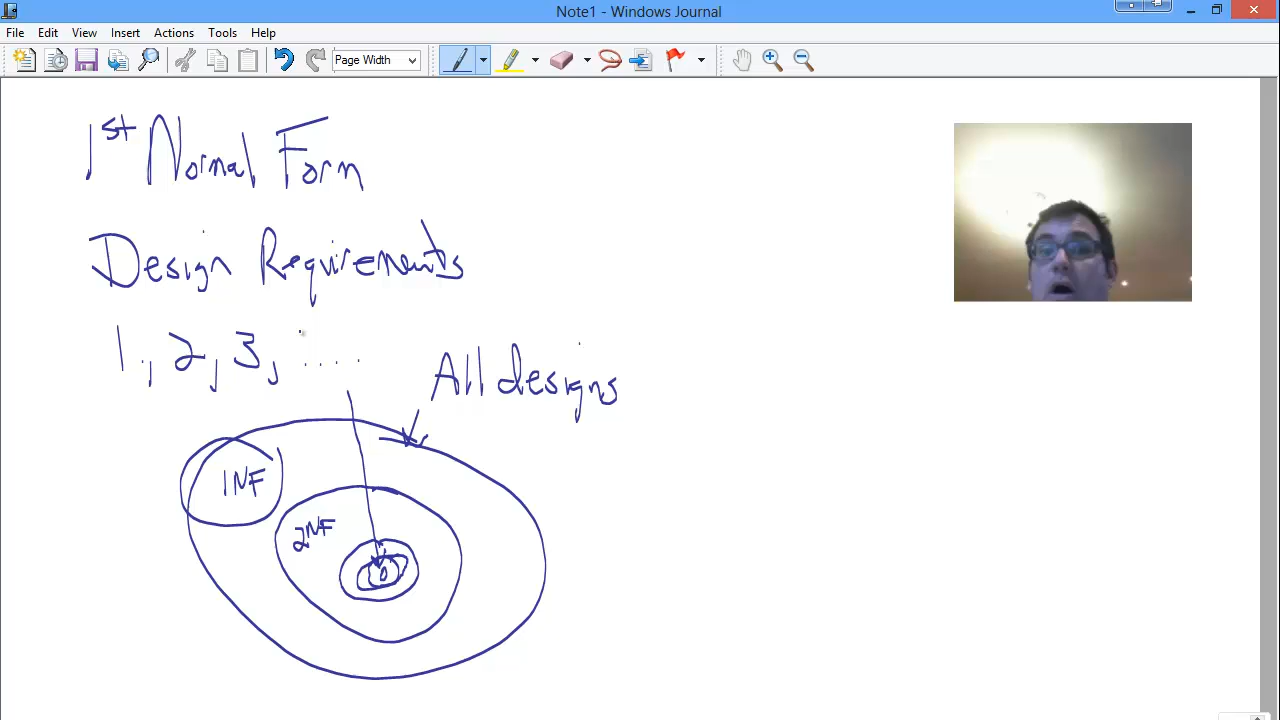 Note1 - Windows Journal
File Edit View Insert Actions Tools Help
Page Width
1st Normal Form
Design Requirements
1, 2, 3, ....
All designs
1NF
2NF